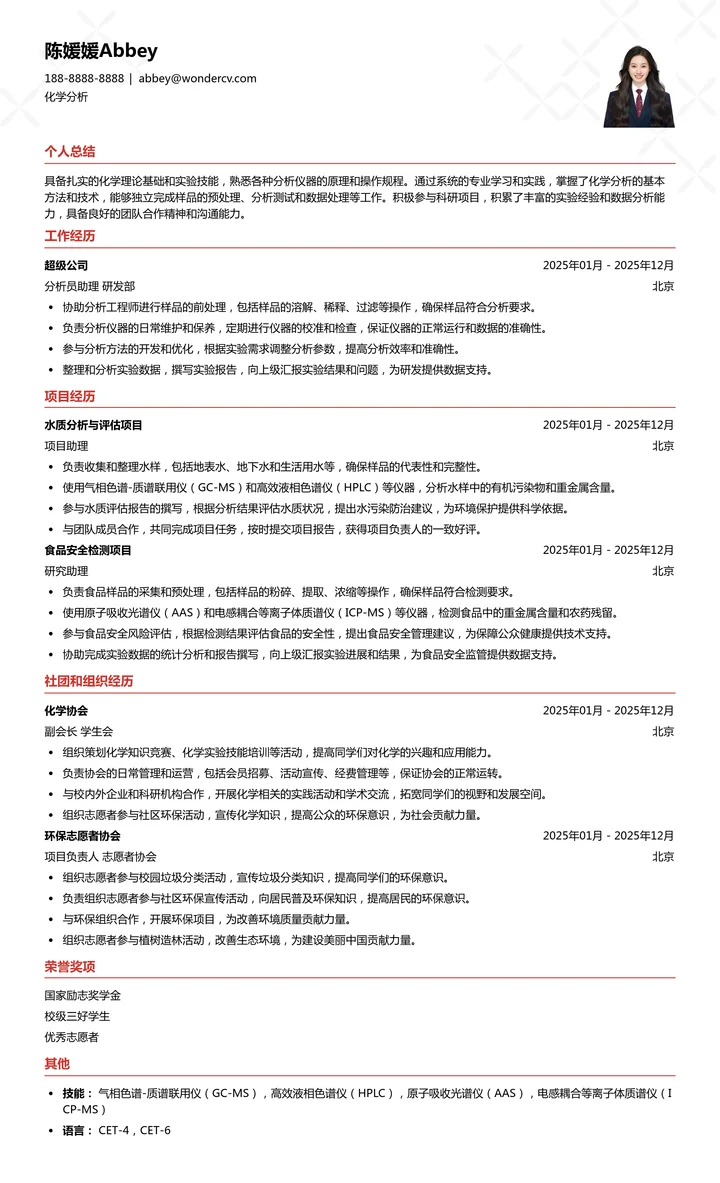 陈媛媛Abbey
188-8888-8888 | abbey@wondercv.com
化学分析
个人总结
具备扎实的化学理论基础和实验技能，熟悉各种分析仪器的原理和操作规程。通过系统的专业学习和实践，掌握了化学分析的基本
方法和技术，能够独立完成样品的预处理、分析测试和数据处理等工作。积极参与科研项目，积累了丰富的实验经验和数据分析能
力，具备良好的团队合作精神和沟通能力。
工作经历
超级公司 2025年01月 - 2025年12月
分析员助理 研发部 北京
• 协助分析工程师进行样品的前处理，包括样品的溶解、稀释、过滤等操作，确保样品符合分析要求。
• 负责分析仪器的日常维护和保养，定期进行仪器的校准和检查，保证仪器的正常运行和数据的准确性。
• 参与分析方法的开发和优化，根据实验需求调整分析参数，提高分析效率和准确性。
• 整理和分析实验数据，撰写实验报告，向上级汇报实验结果和问题，为研发提供数据支持。
项目经历
水质分析与评估项目 2025年01月 - 2025年12月
项目助理 北京
• 负责收集和整理水样，包括地表水、地下水和生活用水等，确保样品的代表性和完整性。
• 使用气相色谱-质谱联用仪（GC-MS）和高效液相色谱仪（HPLC）等仪器，分析水样中的有机污染物和重金属含量。
• 参与水质评估报告的撰写，根据分析结果评估水质状况，提出水污染防治建议，为环境保护提供科学依据。
• 与团队成员合作，共同完成项目任务，按时提交项目报告，获得项目负责人的一致好评。
食品安全检测项目 2025年01月 - 2025年12月
研究助理 北京
• 负责食品样品的采集和预处理，包括样品的粉碎、提取、浓缩等操作，确保样品符合检测要求。
• 使用原子吸收光谱仪（AAS）和电感耦合等离子体质谱仪（ICP-MS）等仪器，检测食品中的重金属含量和农药残留。
• 参与食品安全风险评估，根据检测结果评估食品的安全性，提出食品安全管理建议，为保障公众健康提供技术支持。
• 协助完成实验数据的统计分析和报告撰写，向上级汇报实验进展和结果，为食品安全监管提供数据支持。
社团和组织经历
化学协会 2025年01月 - 2025年12月
副会长 学生会 北京
• 组织策划化学知识竞赛、化学实验技能培训等活动，提高同学们对化学的兴趣和应用能力。
• 负责协会的日常管理和运营，包括会员招募、活动宣传、经费管理等，保证协会的正常运转。
• 与校内外企业和科研机构合作，开展化学相关的实践活动和学术交流，拓宽同学们的视野和发展空间。
• 组织志愿者参与社区环保活动，宣传化学知识，提高公众的环保意识，为社会贡献力量。
环保志愿者协会 2025年01月 - 2025年12月
项目负责人 志愿者协会 北京
• 组织志愿者参与校园垃圾分类活动，宣传垃圾分类知识，提高同学们的环保意识。
• 负责组织志愿者参与社区环保宣传活动，向居民普及环保知识，提高居民的环保意识。
• 与环保组织合作，开展环保项目，为改善环境质量贡献力量。
• 组织志愿者参与植树造林活动，改善生态环境，为建设美丽中国贡献力量。
荣誉奖项
国家励志奖学金
校级三好学生
优秀志愿者
其他
• 技能： 气相色谱-质谱联用仪（GC-MS），高效液相色谱仪（HPLC），原子吸收光谱仪（AAS），电感耦合等离子体质谱仪（I
CP-MS）
• 语言： CET-4，CET-6